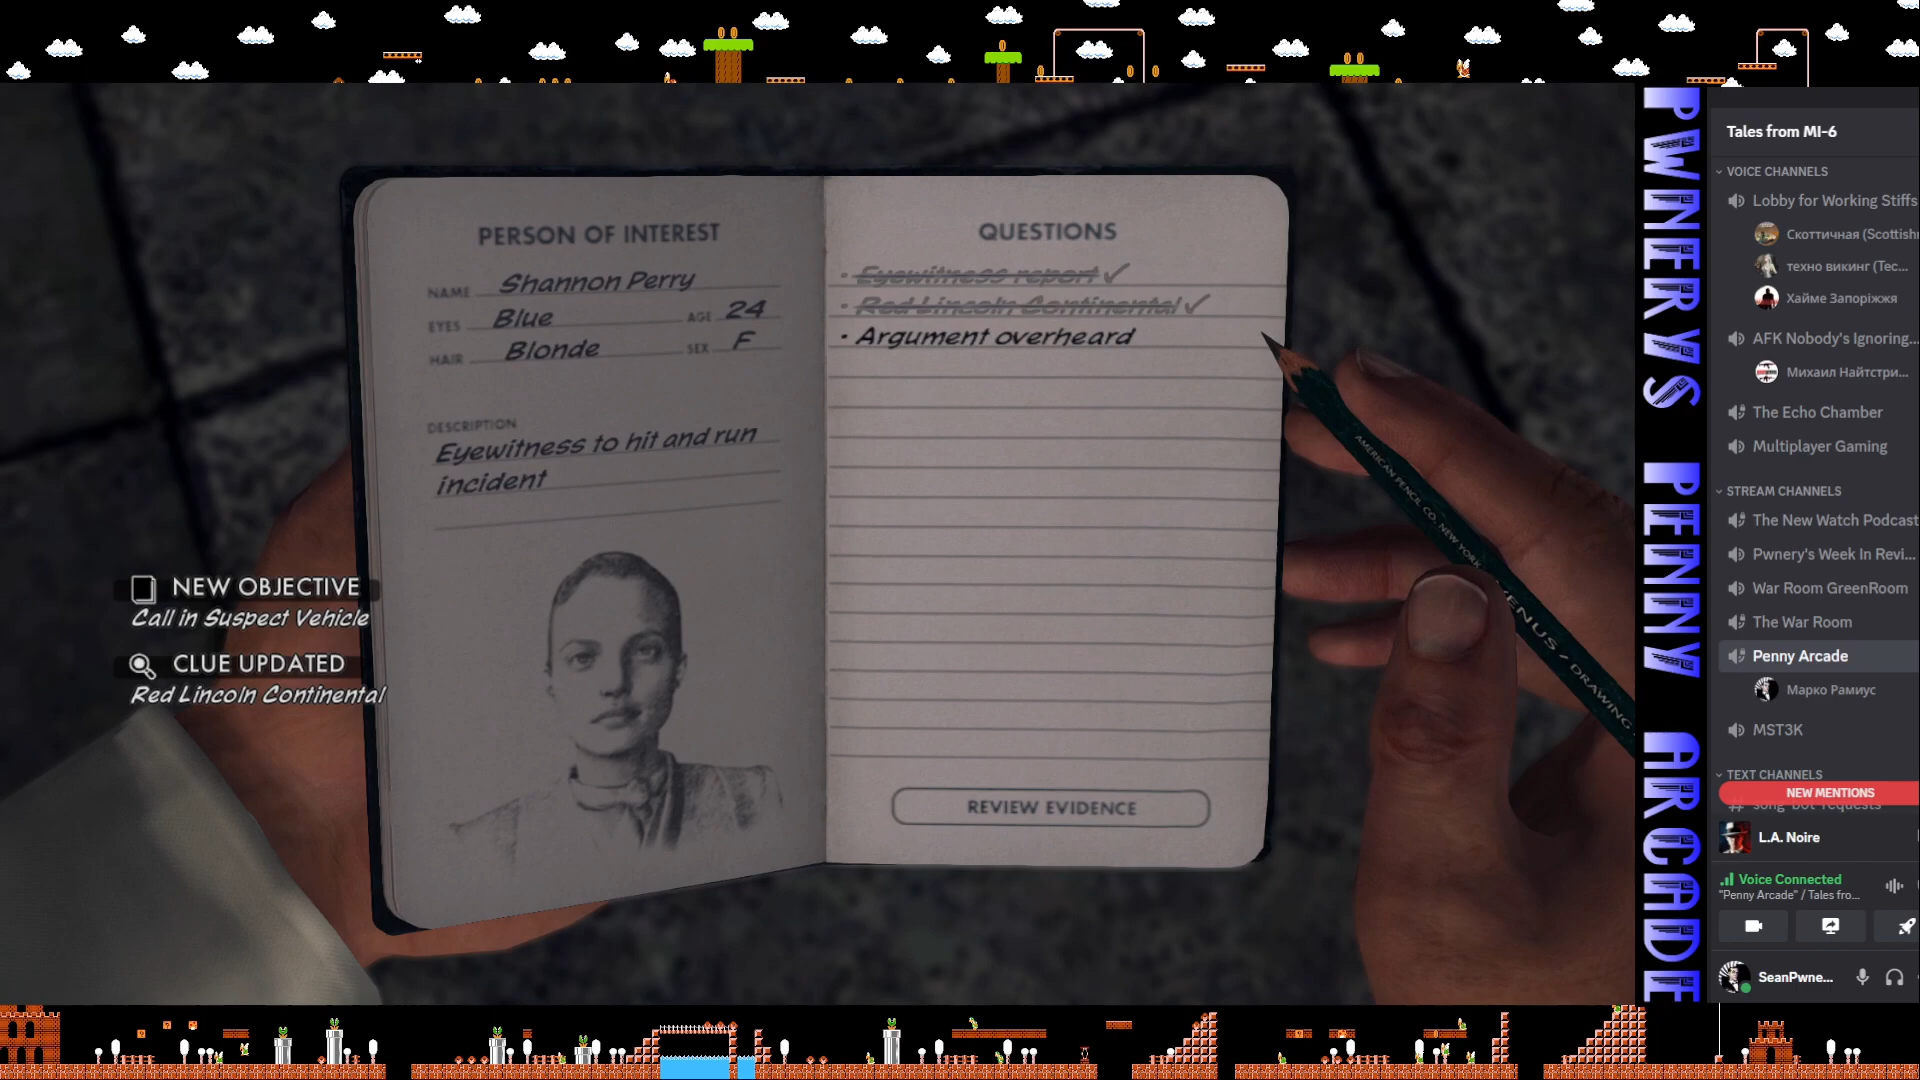 PERSON OF INTEREST
NAME Shannon Perry
EYES Blue AGE 24
HAIR Blonde SEX F
DESCRIPTION
Eyewitness to hit and run
incident
QUESTIONS
· Eyewitness report ✓
· Red Lincoln Continental ✓
· Argument overheard
REVIEW EVIDENCE
AMERICAN PENCIL CO. NEW YORK
VENUS / DRAWING
NEW OBJECTIVE
Call in Suspect Vehicle
CLUE UPDATED
Red Lincoln Continental
PWNERYS PENNY ARCADE
Tales from MI-6
VOICE CHANNELS
Lobby for Working Stiffs
Скоттичная (Scottish
техно викинг (Тес...
Хайме Запоріжжя
AFK Nobody's Ignoring...
Михаил Найтстри...
The Echo Chamber
Multiplayer Gaming
STREAM CHANNELS
The New Watch Podcast
Pwnery's Week In Revi...
War Room GreenRoom
The War Room
Penny Arcade
Марко Рамиус
MST3K
TEXT CHANNELS
NEW MENTIONS
song-bot-requests
L.A. Noire
Voice Connected
"Penny Arcade" / Tales fro...
SeanPwne...